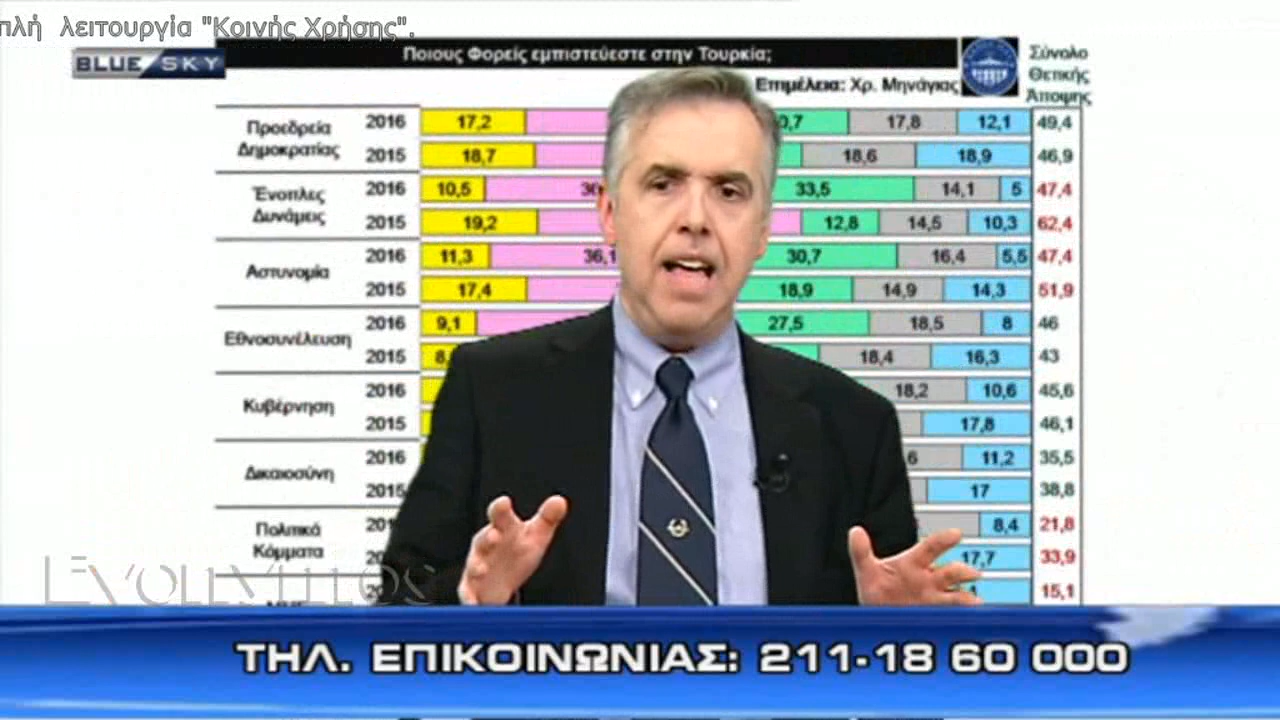 πλή λειτουργία "Κοινής Χρήσης".
BLUE SKY
Ποιους Φορείς εμπιστεύεστε στην Τουρκία;
Επιμέλεια: Χρ. Μηνάγιας
Σύνολο
Θετικής
Άποψης
Προεδρεία
Δημοκρατίας
2016 17,2 0,7 17,8 12,1 49,4
2015 18,7 18,6 18,9 46,9
Ένοπλες
Δυνάμεις
2016 10,5 36 33,5 14,1 5 47,4
2015 19,2 12,8 14,5 10,3 62,4
Αστυνομία
2016 11,3 36,1 30,7 16,4 5,5 47,4
2015 17,4 18,9 14,9 14,3 51,9
Εθνοσυνέλευση
2016 9,1 27,5 18,5 8 46
2015 8, 18,4 16,3 43
Κυβέρνηση
2016 18,2 10,6 45,6
2015 17,8 46,1
Δικαιοσύνη
2016 6 11,2 35,5
2015 17 38,8
Πολιτικά
Κόμματα
201 8,4 21,8
17,7 33,9
15,1
ΤΗΛ. ΕΠΙΚΟΙΝΩΝΙΑΣ: 211-18 60 000